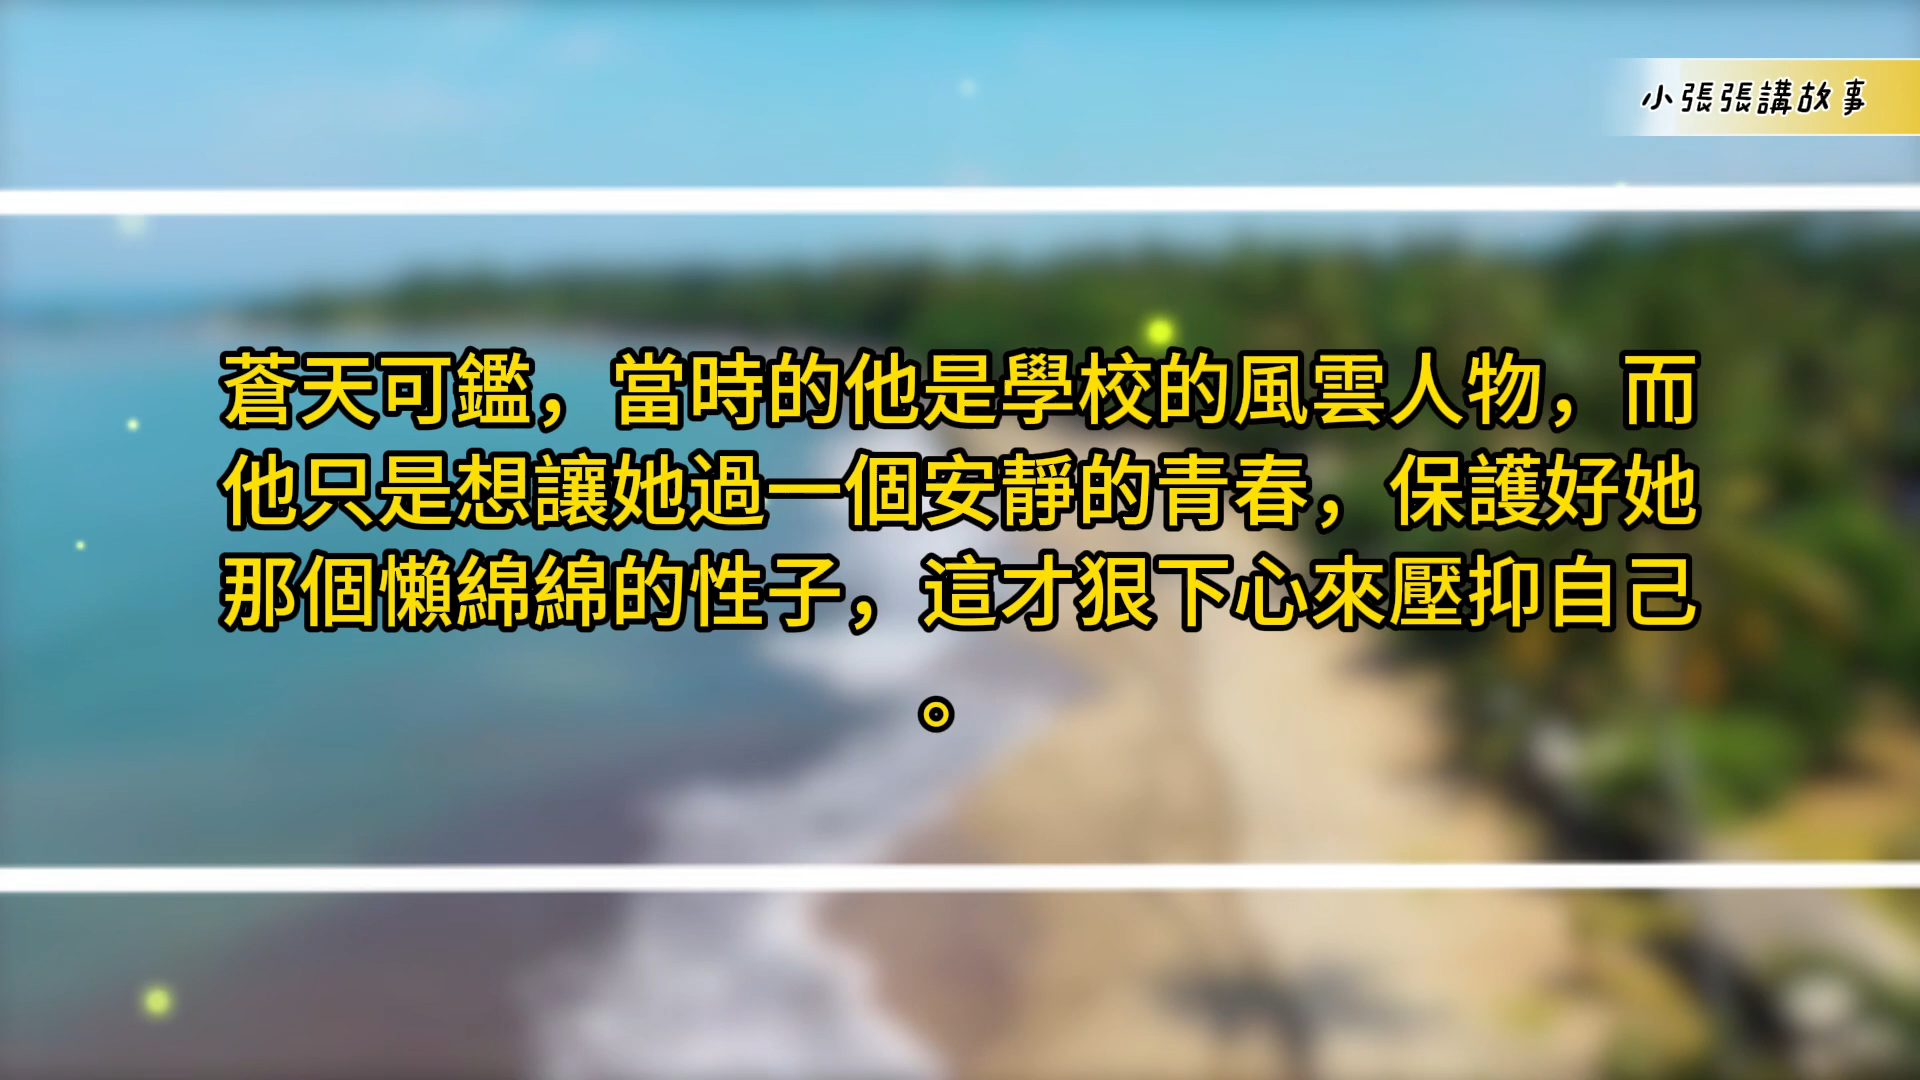 小張張講故事
蒼天可鑑，當時的他是學校的風雲人物，而
他只是想讓她過一個安靜的青春，保護好她
那個懶綿綿的性子，這才狠下心來壓抑自己
。